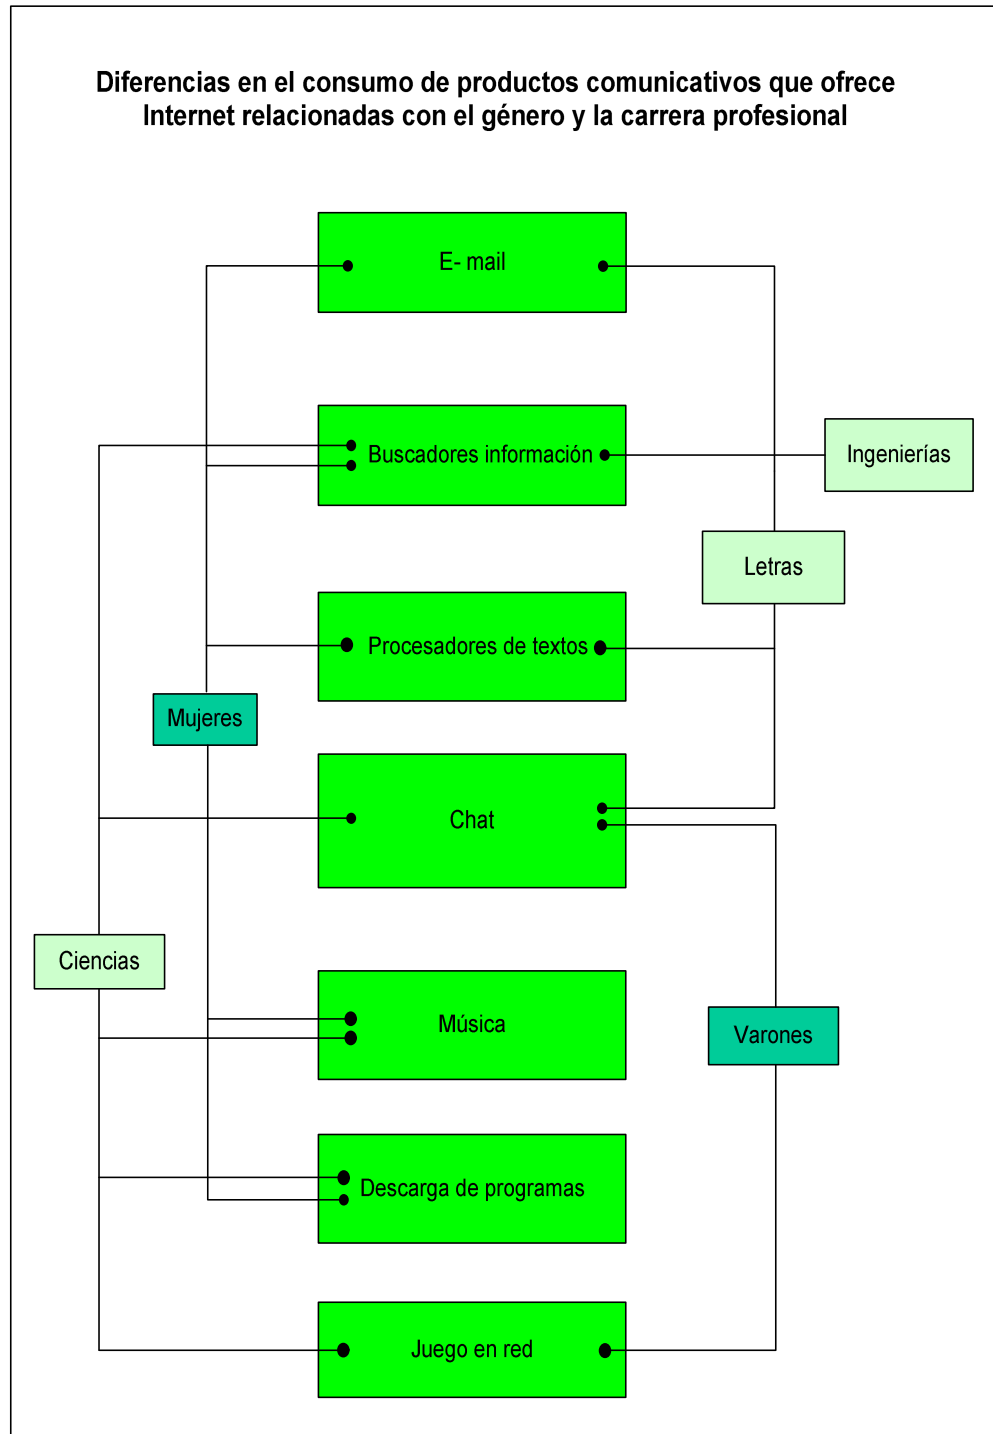 Diferencias en el consumo de productos comunicativos que ofrece
Internet relacionadas con el género y la carrera profesional
E- mail
Buscadores información
Ingenierías
Letras
Procesadores de textos
Mujeres
Chat
Ciencias
Música
Varones
Descarga de programas
Juego en red